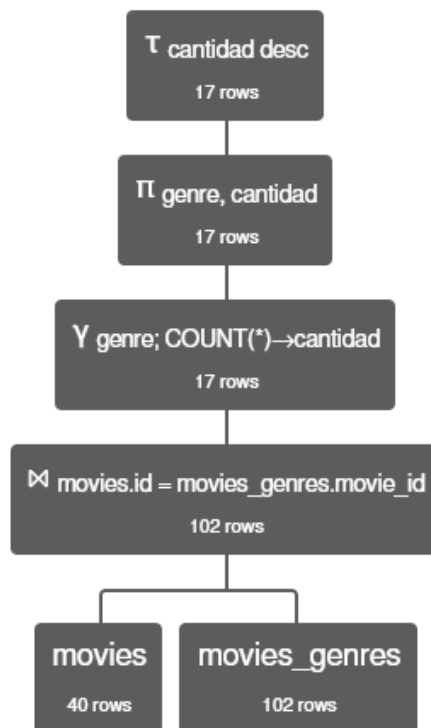 τ cantidad desc
17 rows
π genre, cantidad
17 rows
γ genre; COUNT(*)→cantidad
17 rows
⋈ movies.id = movies_genres.movie_id
102 rows
movies
40 rows
movies_genres
102 rows